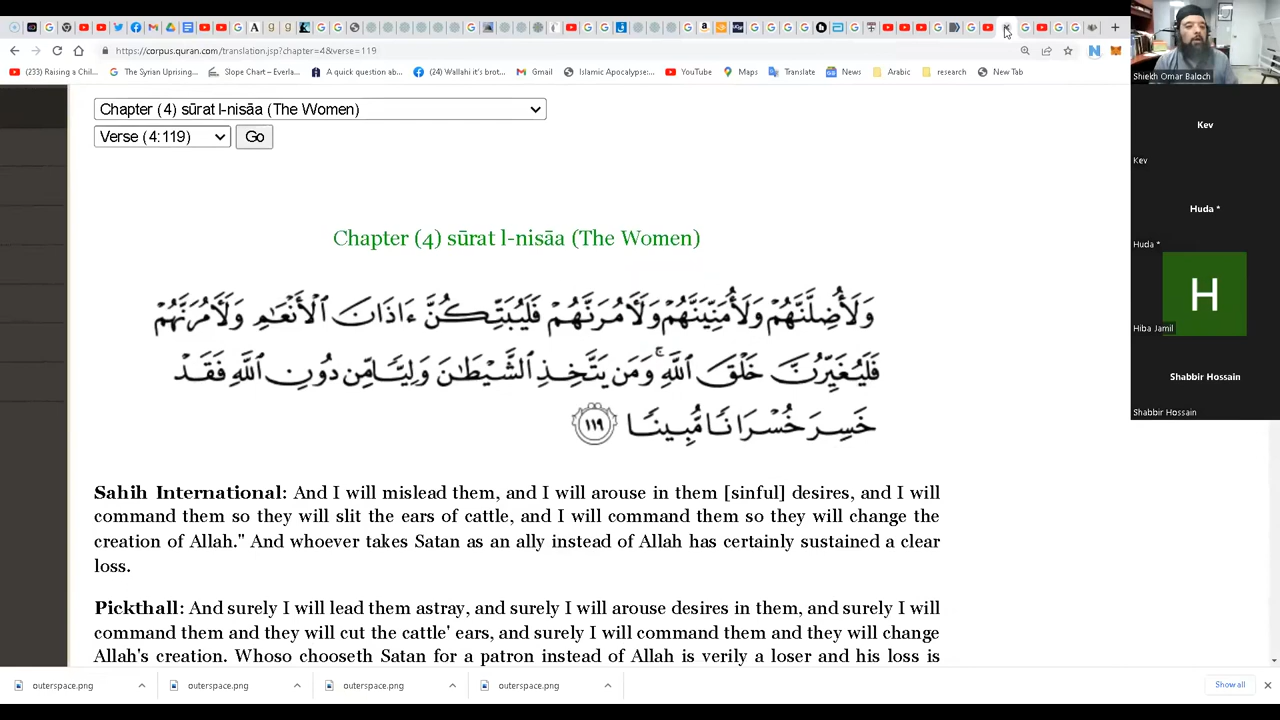 https://corpus.quran.com/translation.jsp?chapter=4&verse=119
(233) Raising a Chil...
The Syrian Uprising...
Slope Chart – Everla...
A quick question ab...
(24) Wallahi it's brot...
Gmail
Islamic Apocalypse:...
YouTube
Maps
Translate
News
Arabic
research
New Tab
Chapter (4) sūrat l-nisāa (The Women)
Verse (4:119)
Go
Chapter (4) sūrat l-nisāa (The Women)
وَلَأُضِلَّنَّهُمْ وَلَأُمَنِّيَنَّهُمْ وَلَـَٔامُرَنَّهُمْ فَلَيُبَتِّكُنَّ ءَاذَانَ ٱلْأَنْعَـٰمِ وَلَـَٔامُرَنَّهُمْ
فَلَيُغَيِّرُنَّ خَلْقَ ٱللَّهِ ۚ وَمَن يَتَّخِذِ ٱلشَّيْطَـٰنَ وَلِيًّا مِّن دُونِ ٱللَّهِ فَقَدْ
خَسِرَ خُسْرَانًا مُّبِينًا ١١٩
Sahih International: And I will mislead them, and I will arouse in them [sinful] desires, and I will
command them so they will slit the ears of cattle, and I will command them so they will change the
creation of Allah." And whoever takes Satan as an ally instead of Allah has certainly sustained a clear
loss.
Pickthall: And surely I will lead them astray, and surely I will arouse desires in them, and surely I will
command them and they will cut the cattle' ears, and surely I will command them and they will change
Allah's creation. Whoso chooseth Satan for a patron instead of Allah is verily a loser and his loss is
Shiekh Omar Baloch
Kev
Kev
Huda *
Huda *
H
Hiba Jamil
Shabbir Hossain
Shabbir Hossain
outerspace.png
outerspace.png
outerspace.png
outerspace.png
Show all